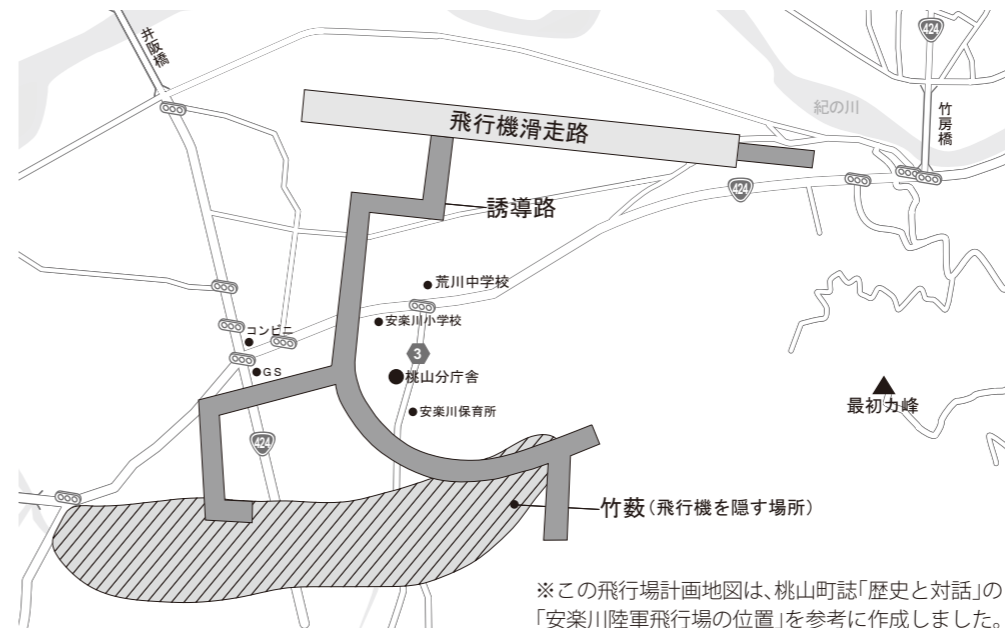 井阪橋
424
紀の川
竹房橋
飛行機滑走路
424
誘導路
荒川中学校
安楽川小学校
コンビニ
3
GS
桃山分庁舎
最初カ峰
安楽川保育所
424
竹薮(飛行機を隠す場所)
※この飛行場計画地図は、桃山町誌「歴史と対話」の
「安楽川陸軍飛行場の位置」を参考に作成しました。